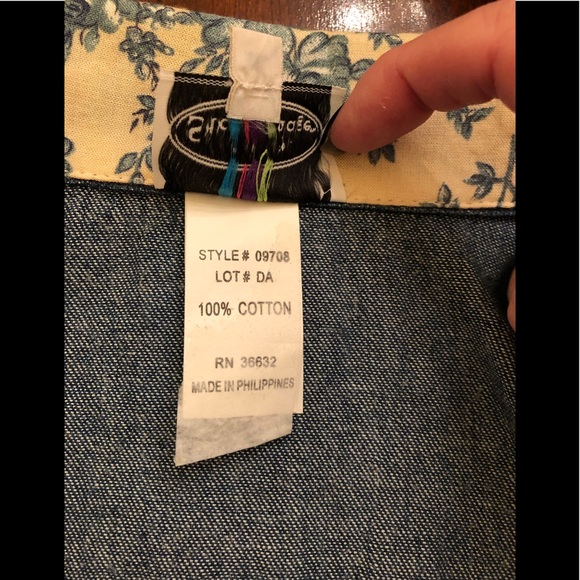 STYLE# 09708
LOT# DA
100% COTTON
RN 36632
MADE IN PHILIPPINES